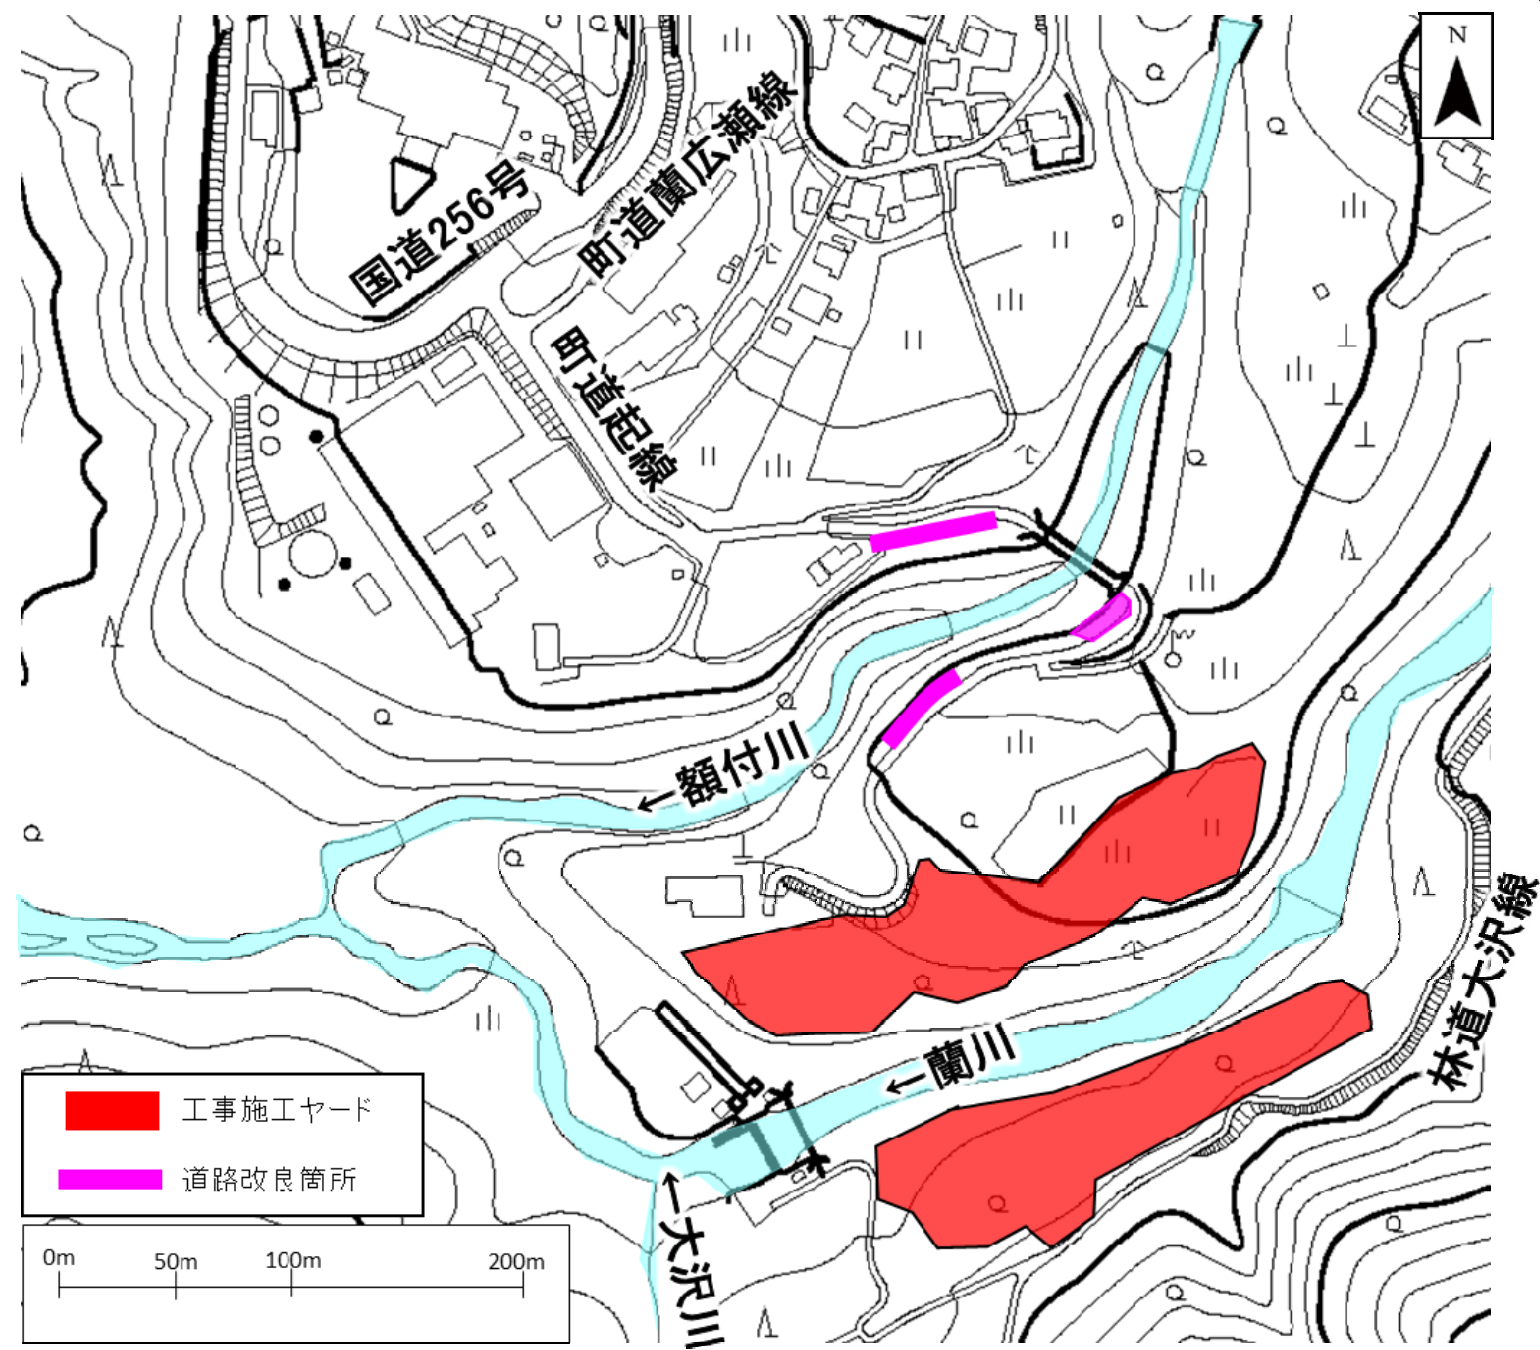 N
国道256号
町道蘭広瀬線
町道起線
←額付川
←蘭川
←大沢川
林道大沢線
工事施工ヤード
道路改良箇所
0m 50m 100m 200m